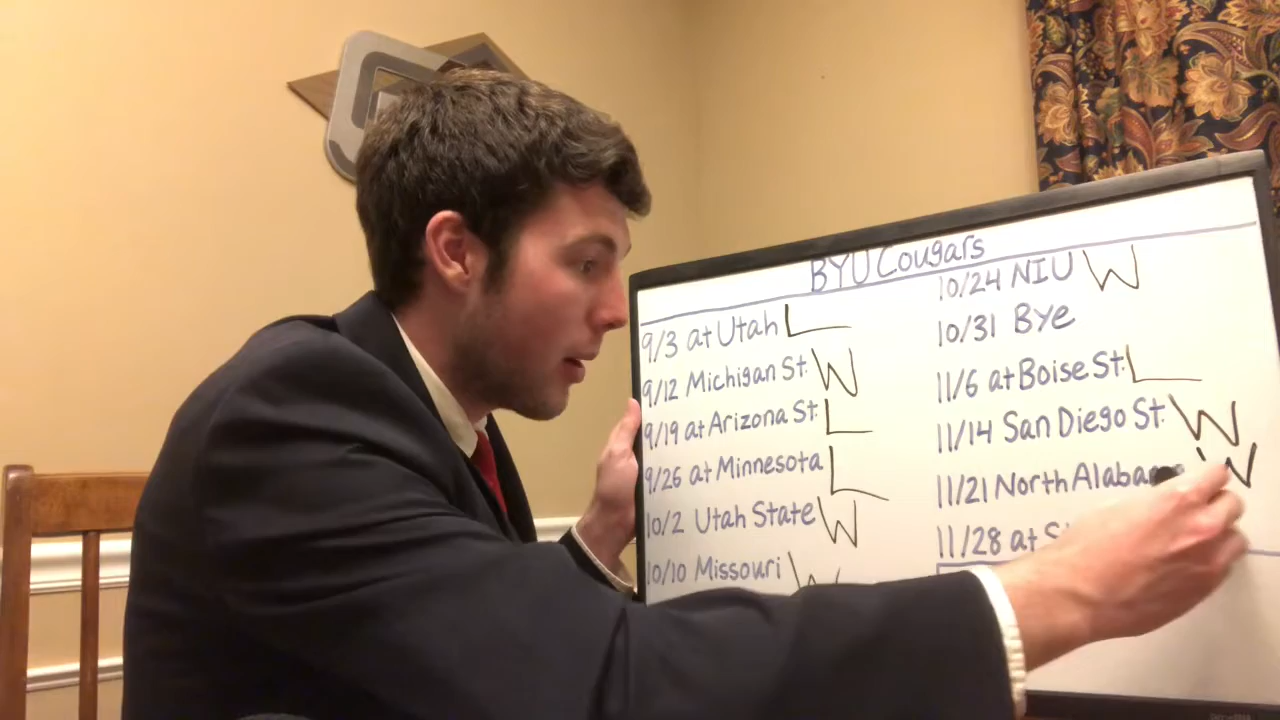 BYU Cougars
9/3 at Utah L
9/12 Michigan St. W
9/19 at Arizona St. L
9/26 at Minnesota L
10/2 Utah State W
10/10 Missouri W
10/24 NIU W
10/31 Bye
11/6 at Boise St. L
11/14 San Diego St. W
11/21 North Alaba W
11/28 at S